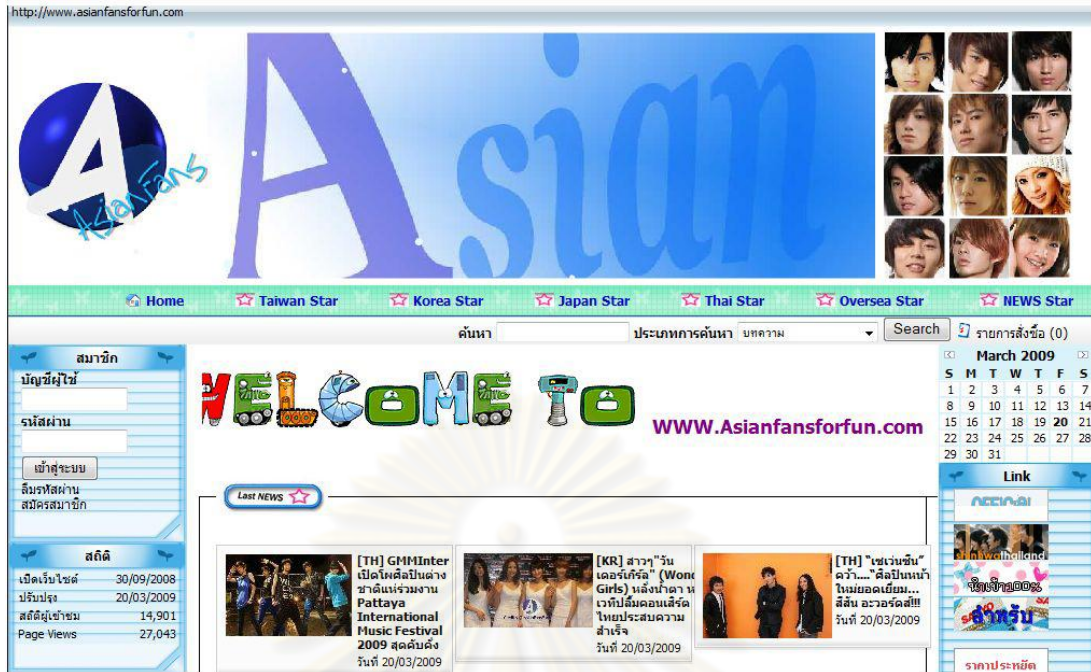 http://www.asianfansforfun.com
A
AsianFans
Asian
Home
Taiwan Star
Korea Star
Japan Star
Thai Star
Oversea Star
NEWS Star
ค้นหา
ประเภทการค้นหา
บทความ
Search
รายการสั่งซื้อ (0)
สมาชิก
บัญชีผู้ใช้
รหัสผ่าน
เข้าสู่ระบบ
ลืมรหัสผ่าน
สมัครสมาชิก
WELCOME TO
WWW.Asianfansforfun.com
March 2009
S M T W T F S
1 2 3 4 5 6 7
8 9 10 11 12 13 14
15 16 17 18 19 20 21
22 23 24 25 26 27 28
29 30 31
Link
OFFICIAL
shinhwathailand
สำหรับ
ราคาประหยัด
Last NEWS
สถิติ
เปิดเว็บไซต์ 30/09/2008
ปรับปรุง 20/03/2009
สถิติผู้เข้าชม 14,901
Page Views 27,043
[TH] GMMInter
เปิดโผศิลปินต่าง
ชาติแห่ร่วมงาน
Pattaya
International
Music Festival
2009 สุดคับคั่ง
วันที่ 20/03/2009
[KR] สาวๆ"วัน
เดอร์เกิร์ล" (Wond
Girls) หลั่งน้ำตา ห
เวทีปลื้มคอนเสิร์ต
ไทยประสบความ
สำเร็จ
วันที่ 20/03/2009
[TH] "เซเว่นธ์ซีน"
คว้า...."ศิลปินหน้า
ใหม่ยอดเยี่ยม...
สีสัน อะวอร์ดส์!!!
วันที่ 20/03/2009